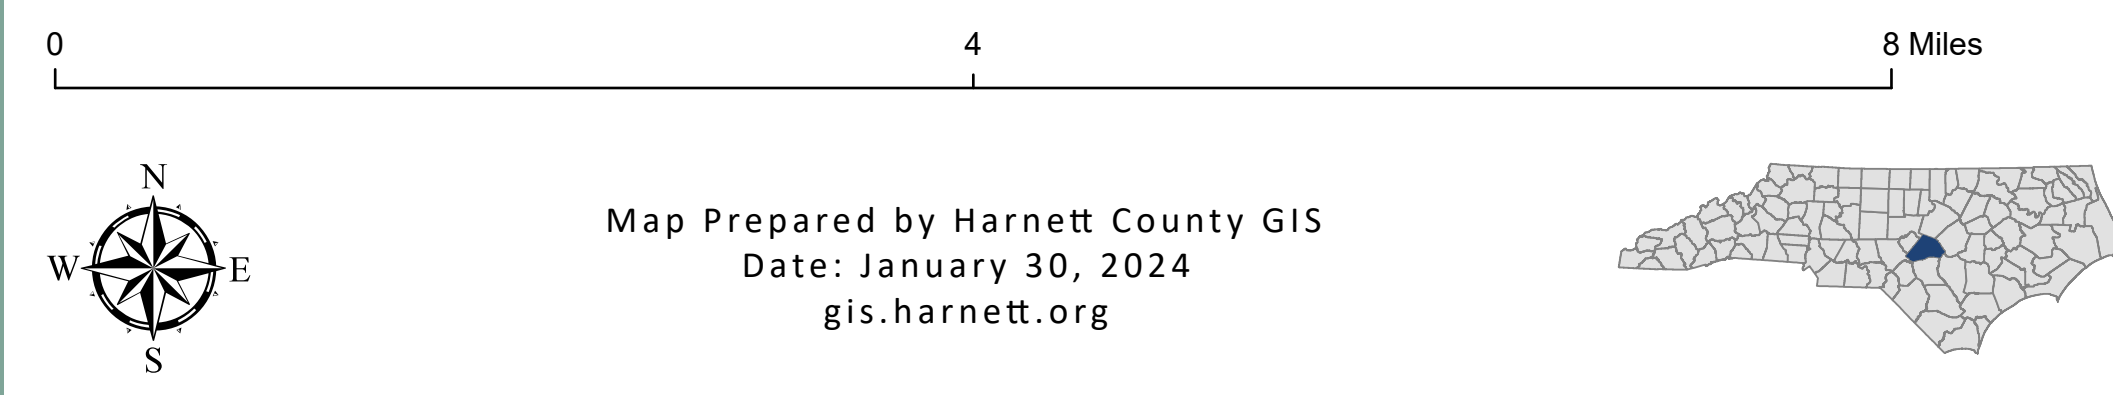 0 4 8 Miles
N
W E
S
Map Prepared by Harnett County GIS
Date: January 30, 2024
gis.harnett.org